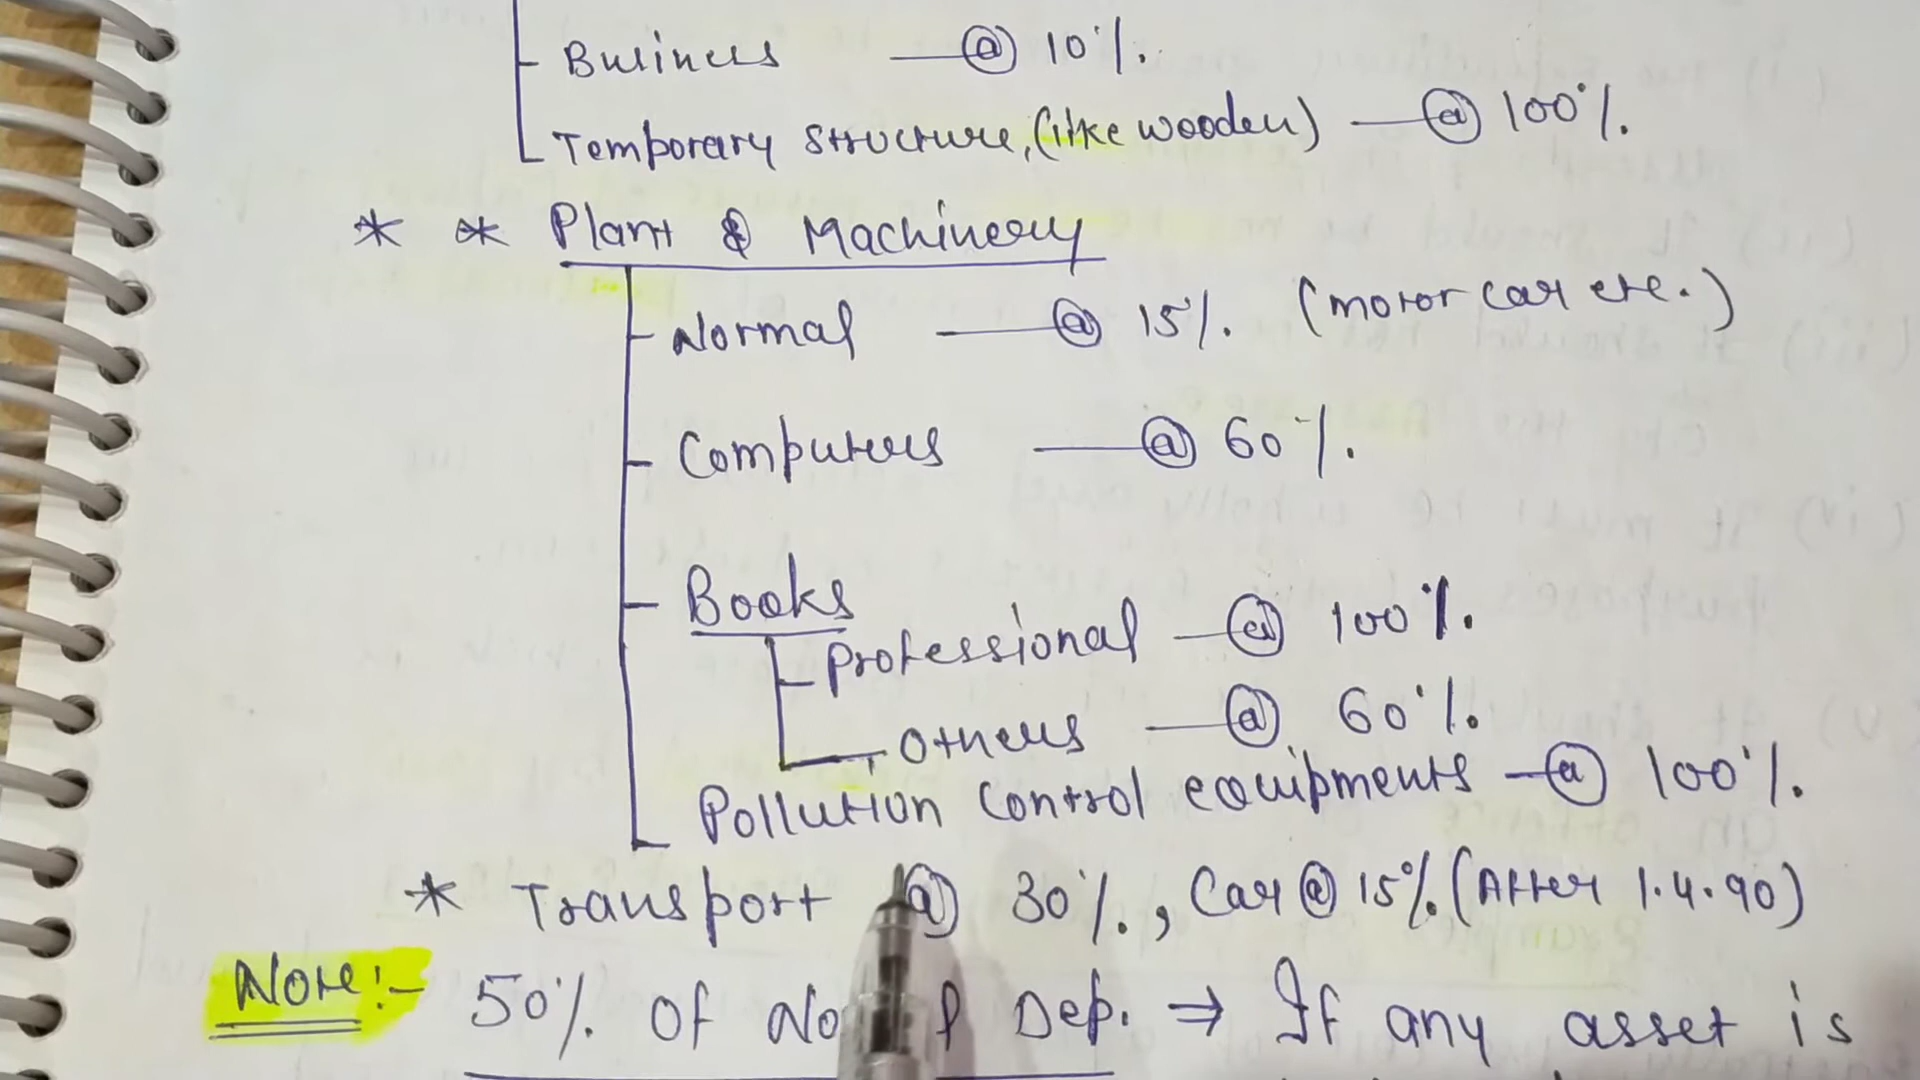 Business — @ 10%.
Temporary structure, (like wooden) — @ 100%.
* * Plant & Machinery
Normal — @ 15%. (motor car etc.)
Computers — @ 60%.
Books
Professional — @ 100%.
Others — @ 60%.
Pollution Control equipments — @ 100%.
* Transport @ 30%., Car @ 15%. (After 1.4.90)
Note:- 50% of Dep. ⇒ If any asset is